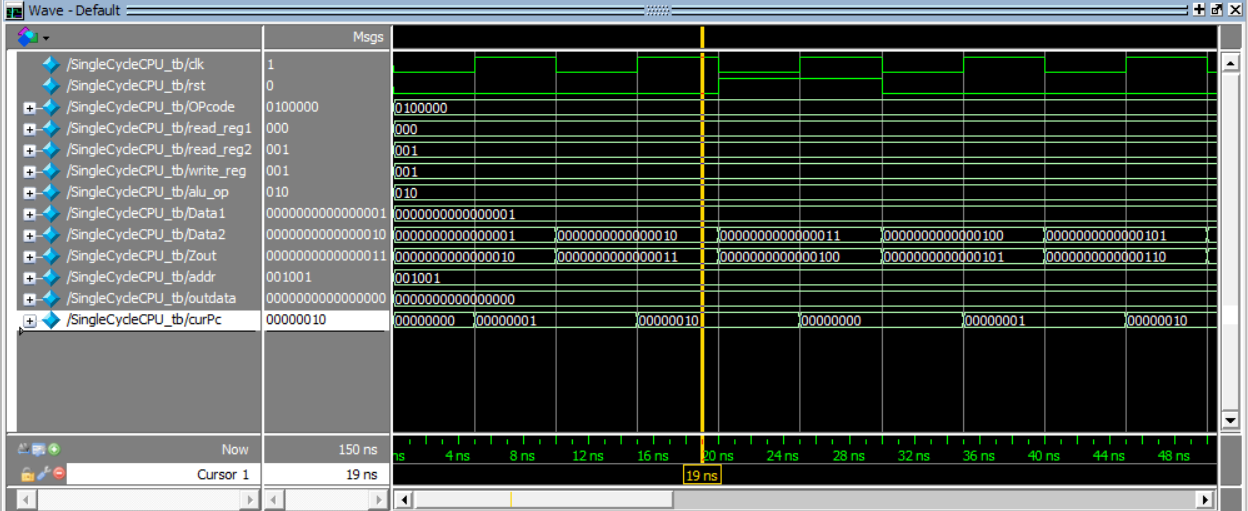 Wave - Default
Msgs
/SingleCycleCPU_tb/clk 1
/SingleCycleCPU_tb/rst 0
/SingleCycleCPU_tb/OPcode 0100000 0100000
/SingleCycleCPU_tb/read_reg1 000 000
/SingleCycleCPU_tb/read_reg2 001 001
/SingleCycleCPU_tb/write_reg 001 001
/SingleCycleCPU_tb/alu_op 010 010
/SingleCycleCPU_tb/Data1 0000000000000001 0000000000000001
/SingleCycleCPU_tb/Data2 0000000000000010 0000000000000001 0000000000000010 0000000000000011 0000000000000100 0000000000000101
/SingleCycleCPU_tb/Zout 0000000000000011 0000000000000010 0000000000000011 0000000000000100 0000000000000101 0000000000000110
/SingleCycleCPU_tb/addr 001001 001001
/SingleCycleCPU_tb/outdata 0000000000000000 0000000000000000
/SingleCycleCPU_tb/curPc 00000010 00000000 00000001 00000010 00000000 00000001 00000010
Now 150 ns ns 4 ns 8 ns 12 ns 16 ns 20 ns 24 ns 28 ns 32 ns 36 ns 40 ns 44 ns 48 ns
Cursor 1 19 ns 19 ns